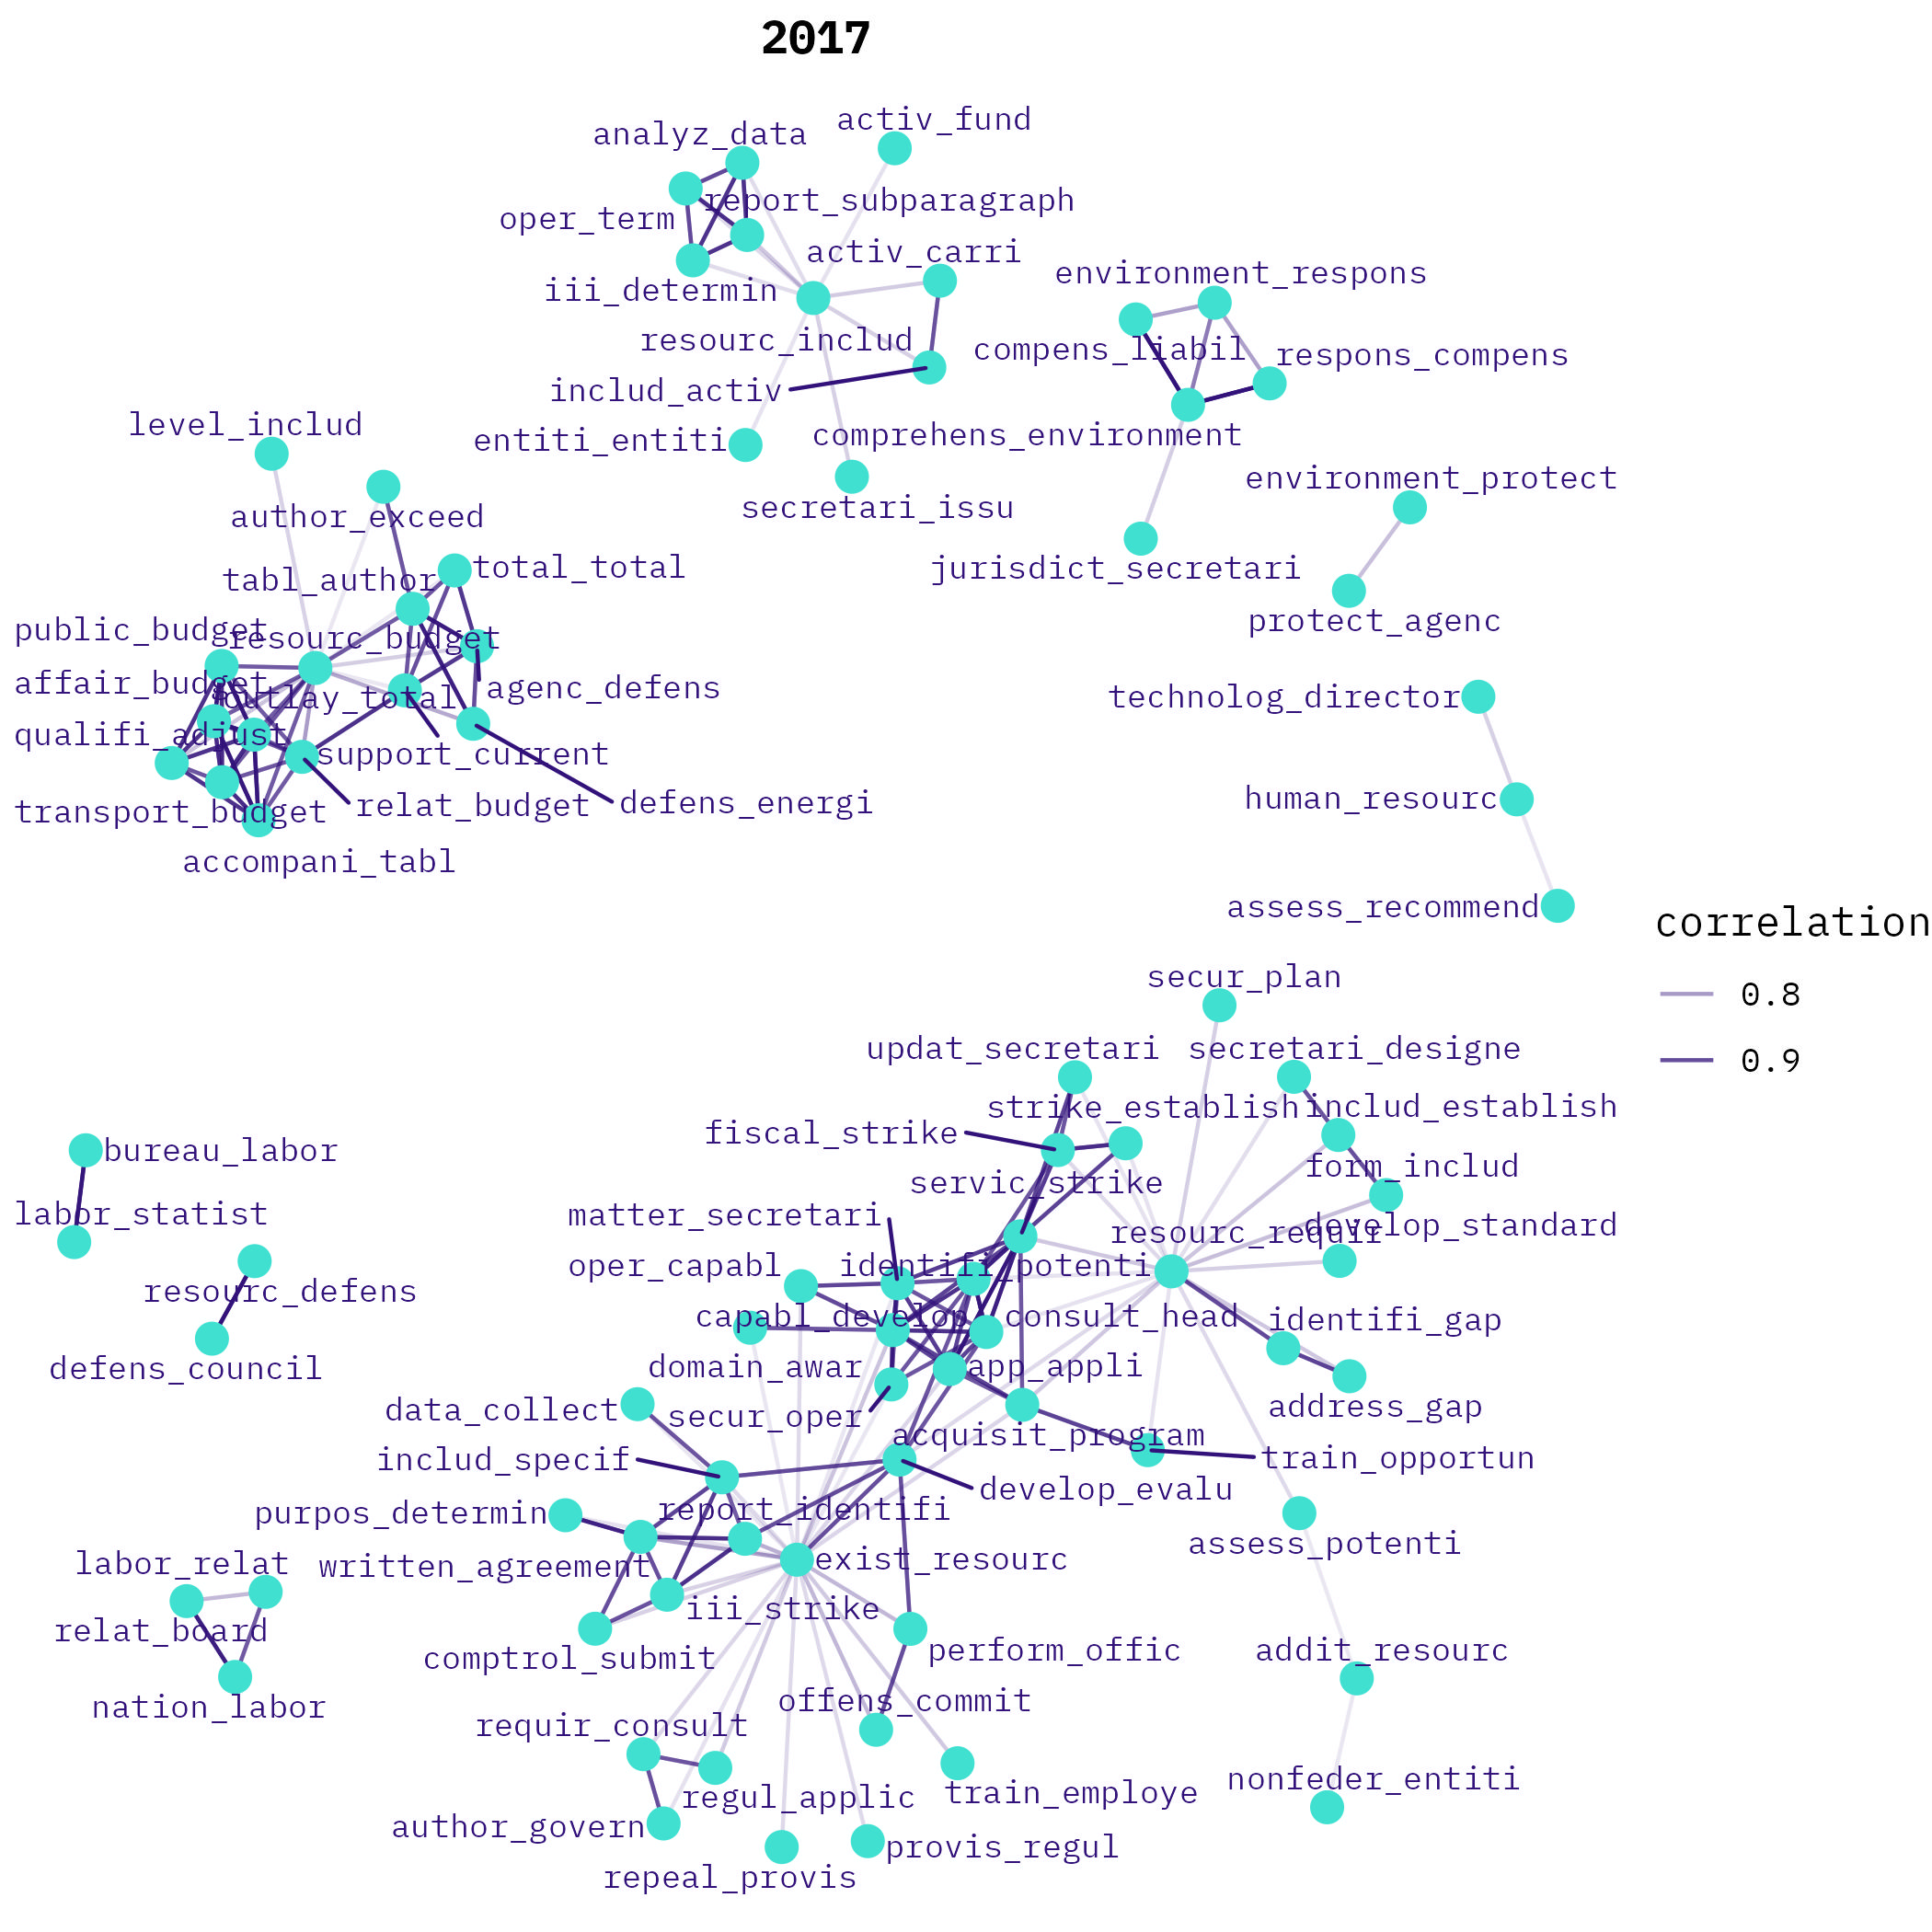 2017
activ_fund
analyz_data
report_subparagraph
oper_term
activ_carri
environment_respons
iii_determin
resourc_includ
compens_liabil
respons_compens
includ_activ
level_includ
entiti_entiti
comprehens_environment
environment_protect
secretari_issu
author_exceed
total_total
jurisdict_secretari
tabl_author
protect_agenc
public_budget
resourc_budget
affair_budget
agenc_defens
outlay_total
technolog_director
qualifi_adjust
support_current
human_resourc
defens_energi
relat_budget
transport_budget
accompani_tabl
assess_recommend
correlation
0.8
0.9
secur_plan
updat_secretari
secretari_designe
strike_establish
includ_establish
fiscal_strike
bureau_labor
form_includ
servic_strike
labor_statist
matter_secretari
develop_standard
resourc_requir
oper_capabl
identifi_potenti
resourc_defens
capabl_develop
consult_head
identifi_gap
defens_council
domain_awar
app_appli
data_collect
secur_oper
address_gap
acquisit_program
includ_specif
train_opportun
develop_evalu
purpos_determin
report_identifi
assess_potenti
labor_relat
written_agreement
exist_resourc
iii_strike
relat_board
comptrol_submit
perform_offic
addit_resourc
nation_labor
offens_commit
requir_consult
nonfeder_entiti
train_employe
regul_applic
author_govern
provis_regul
repeal_provis